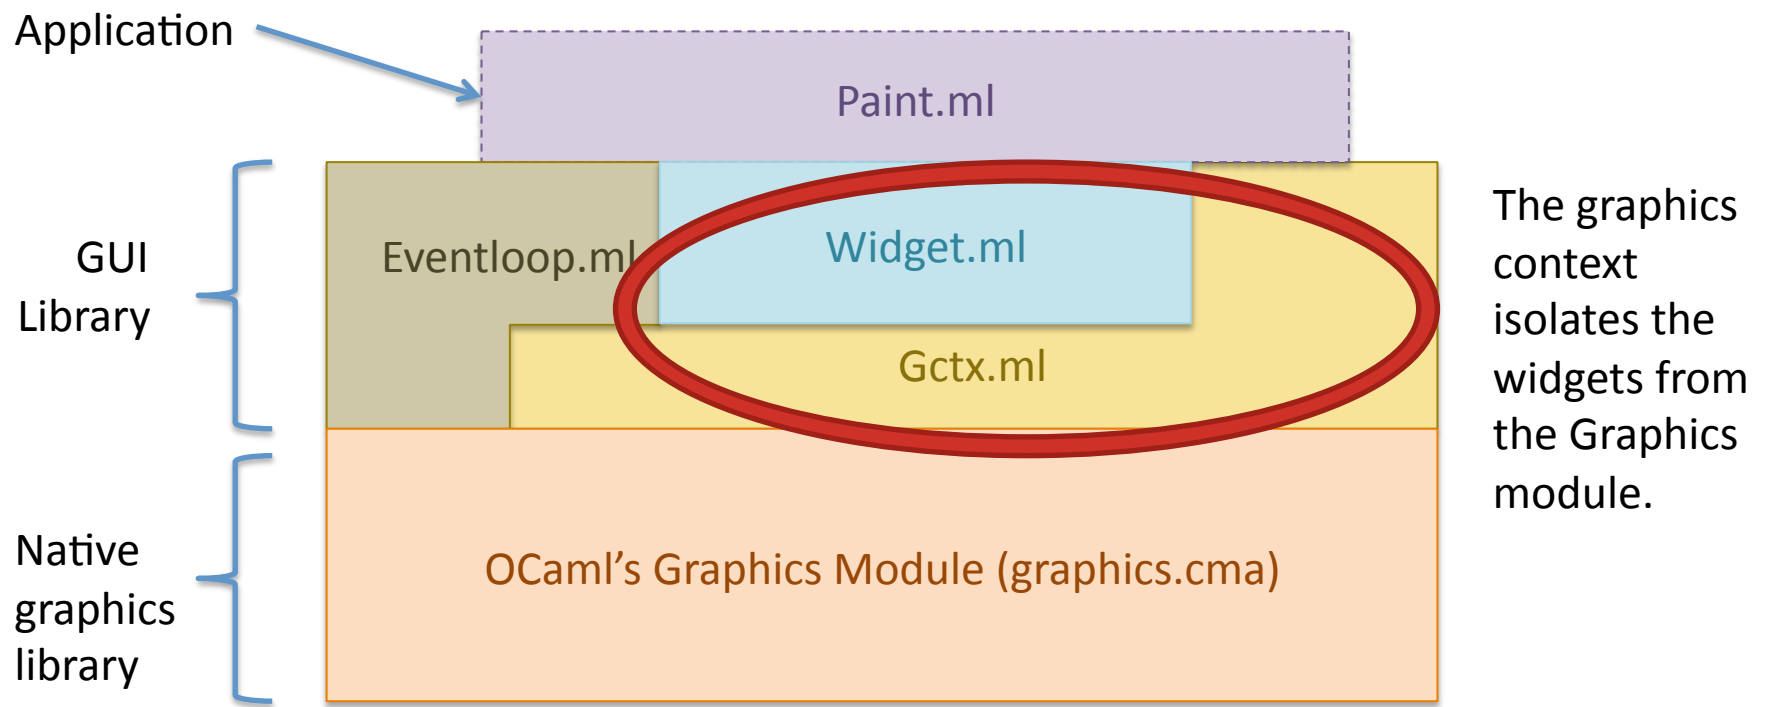 Application
Paint.ml
GUI
Library
Eventloop.ml
Widget.ml
Gctx.ml
The graphics
context
isolates the
widgets from
the Graphics
module.
Native
graphics
library
OCaml’s Graphics Module (graphics.cma)